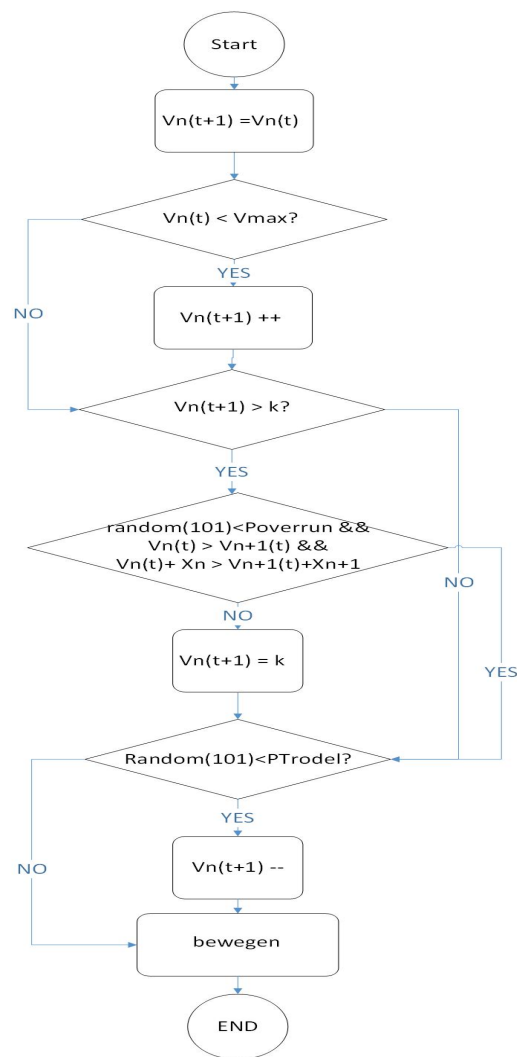 Start
Vn(t+1) =Vn(t)
Vn(t) < Vmax?
YES
NO
Vn(t+1) ++
Vn(t+1) > k?
YES
random(101)<Poverrun &&
Vn(t) > Vn+1(t) &&
Vn(t)+ Xn > Vn+1(t)+Xn+1
NO
NO
Vn(t+1) = k
YES
Random(101)<PTrodel?
YES
NO
Vn(t+1) --
bewegen
END